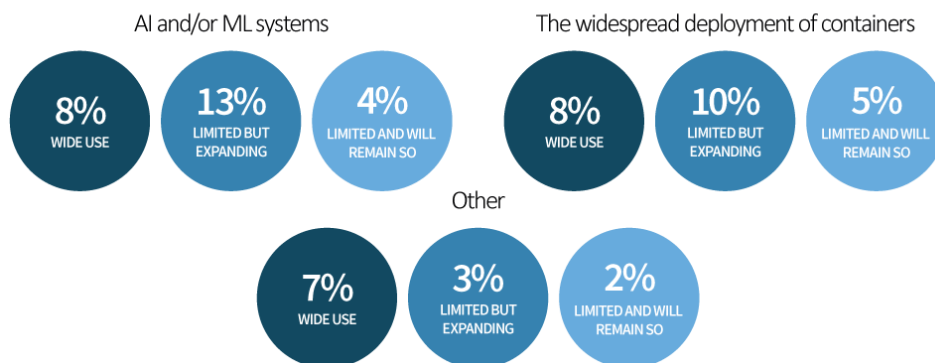 AI and/or ML systems
8%
WIDE USE
13%
LIMITED BUT
EXPANDING
4%
LIMITED AND WILL
REMAIN SO
The widespread deployment of containers
8%
WIDE USE
10%
LIMITED BUT
EXPANDING
5%
LIMITED AND WILL
REMAIN SO
Other
7%
WIDE USE
3%
LIMITED BUT
EXPANDING
2%
LIMITED AND WILL
REMAIN SO